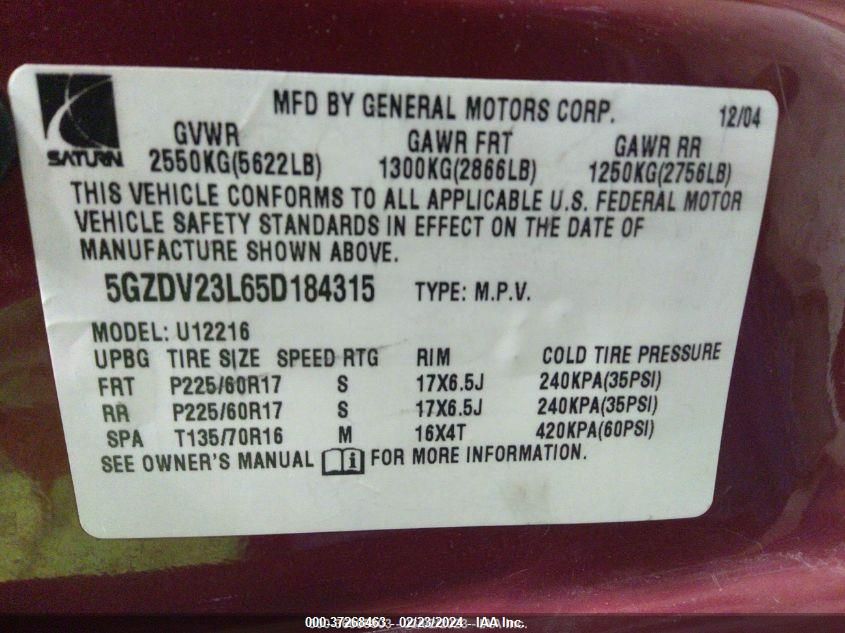 MFD BY GENERAL MOTORS CORP. 12/04
SATURN
GVWR GAWR FRT GAWR RR
2550KG(5622LB) 1300KG(2866LB) 1250KG(2756LB)
THIS VEHICLE CONFORMS TO ALL APPLICABLE U.S. FEDERAL MOTOR
VEHICLE SAFETY STANDARDS IN EFFECT ON THE DATE OF
MANUFACTURE SHOWN ABOVE.
5GZDV23L65D184315 TYPE: M.P.V.
MODEL: U12216
UPBG TIRE SIZE SPEED RTG RIM COLD TIRE PRESSURE
FRT P225/60R17 S 17X6.5J 240KPA(35PSI)
RR P225/60R17 S 17X6.5J 240KPA(35PSI)
SPA T135/70R16 M 16X4T 420KPA(60PSI)
SEE OWNER'S MANUAL i FOR MORE INFORMATION.
000-37268463 - 02/23/2024 - IAA Inc.